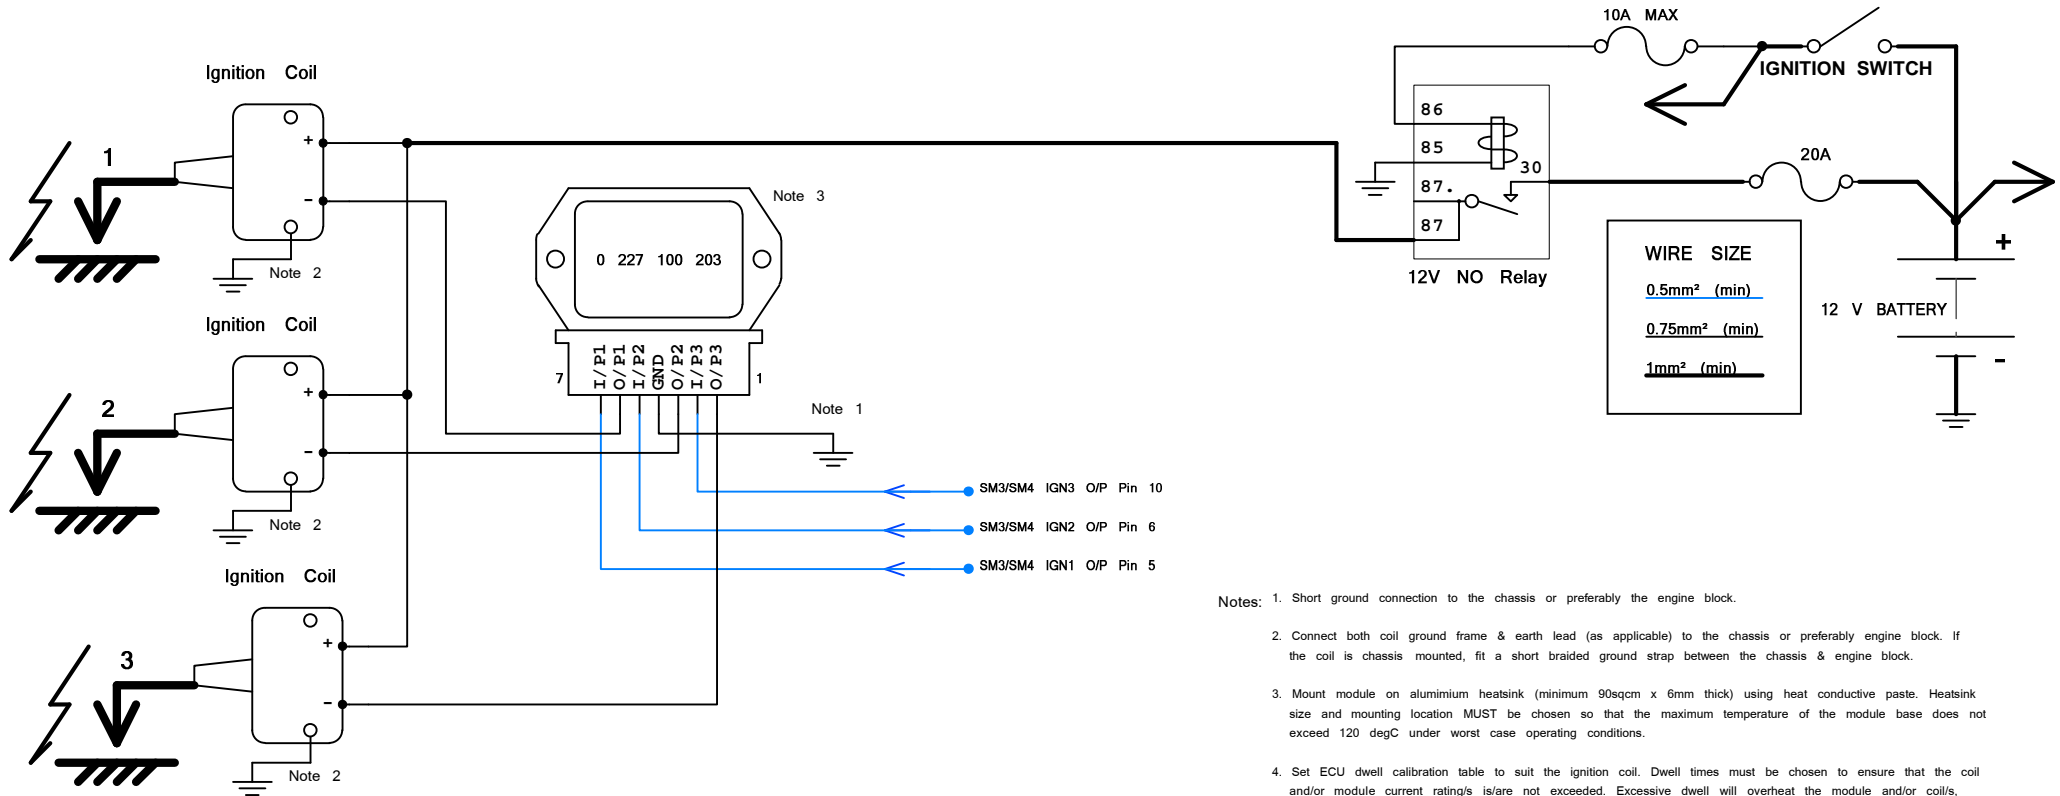 10A MAX
IGNITION SWITCH
Ignition Coil
1
+
-
Note 2
Note 3
0 227 100 203
7
I/P1
O/P1
I/P2
GND
O/P2
I/P3
O/P3
1
Note 1
86
85
30
87.
87
12V NO Relay
20A
WIRE SIZE
0.5mm² (min)
0.75mm² (min)
1mm² (min)
+
12 V BATTERY
-
Ignition Coil
2
+
-
Note 2
SM3/SM4 IGN3 O/P Pin 10
SM3/SM4 IGN2 O/P Pin 6
SM3/SM4 IGN1 O/P Pin 5
Ignition Coil
3
+
-
Note 2
Notes: 1. Short ground connection to the chassis or preferably the engine block.
2. Connect both coil ground frame & earth lead (as applicable) to the chassis or preferably engine block. If
the coil is chassis mounted, fit a short braided ground strap between the chassis & engine block.
3. Mount module on alumimium heatsink (minimum 90sqcm x 6mm thick) using heat conductive paste. Heatsink
size and mounting location MUST be chosen so that the maximum temperature of the module base does not
exceed 120 degC under worst case operating conditions.
4. Set ECU dwell calibration table to suit the ignition coil. Dwell times must be chosen to ensure that the coil
and/or module current rating/s is/are not exceeded. Excessive dwell will overheat the module and/or coil/s,